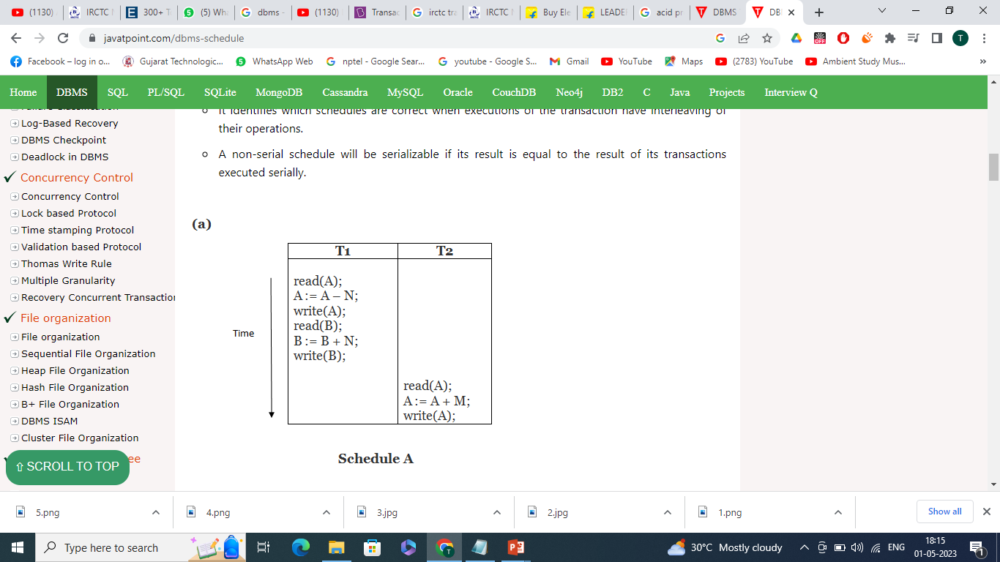 (1130)
IRCTC
300+ T
(5) Wha
dbms -
(1130)
Transac
irctc tra
IRCTC
Buy Ele
LEADE
acid pr
DBMS
DB
javatpoint.com/dbms-schedule
OFF
T
Facebook – log in o...
Gujarat Technologic...
WhatsApp Web
nptel - Google Sear...
youtube - Google S...
Gmail
YouTube
Maps
(2783) YouTube
Ambient Study Mus...
Home DBMS SQL PL/SQL SQLite MongoDB Cassandra MySQL Oracle CouchDB Neo4j DB2 C Java Projects Interview Q
Log-Based Recovery
DBMS Checkpoint
Deadlock in DBMS
Concurrency Control
Concurrency Control
Lock based Protocol
Time stamping Protocol
Validation based Protocol
Thomas Write Rule
Multiple Granularity
Recovery Concurrent Transaction
File organization
File organization
Sequential File Organization
Heap File Organization
Hash File Organization
B+ File Organization
DBMS ISAM
Cluster File Organization
ee
SCROLL TO TOP
It identifies which schedules are correct when executions of the transaction have interleaving of
their operations.
A non-serial schedule will be serializable if its result is equal to the result of its transactions
executed serially.
(a)
T1 T2
Time
read(A);
A := A – N;
write(A);
read(B);
B := B + N;
write(B);
read(A);
A := A + M;
write(A);
Schedule A
5.png
4.png
3.jpg
2.jpg
1.png
Show all
Type here to search
30°C Mostly cloudy
ENG
18:15
01-05-2023
1